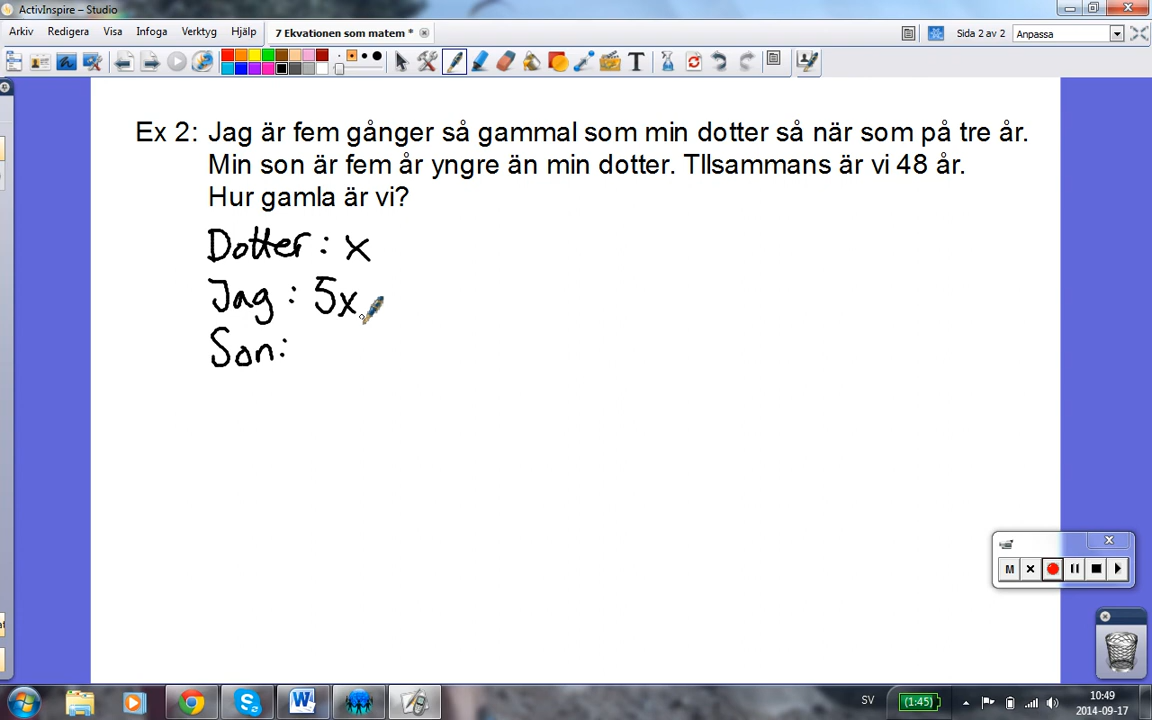 ActivInspire – Studio
Arkiv Redigera Visa Infoga Verktyg Hjälp 7 Ekvationen som matem * Sida 2 av 2 Anpassa
Ex 2: Jag är fem gånger så gammal som min dotter så när som på tre år.
Min son är fem år yngre än min dotter. TIlsammans är vi 48 år.
Hur gamla är vi?
Dotter: x
Jag: 5x
Son:
M
SV (1:45) 10:49
2014-09-17